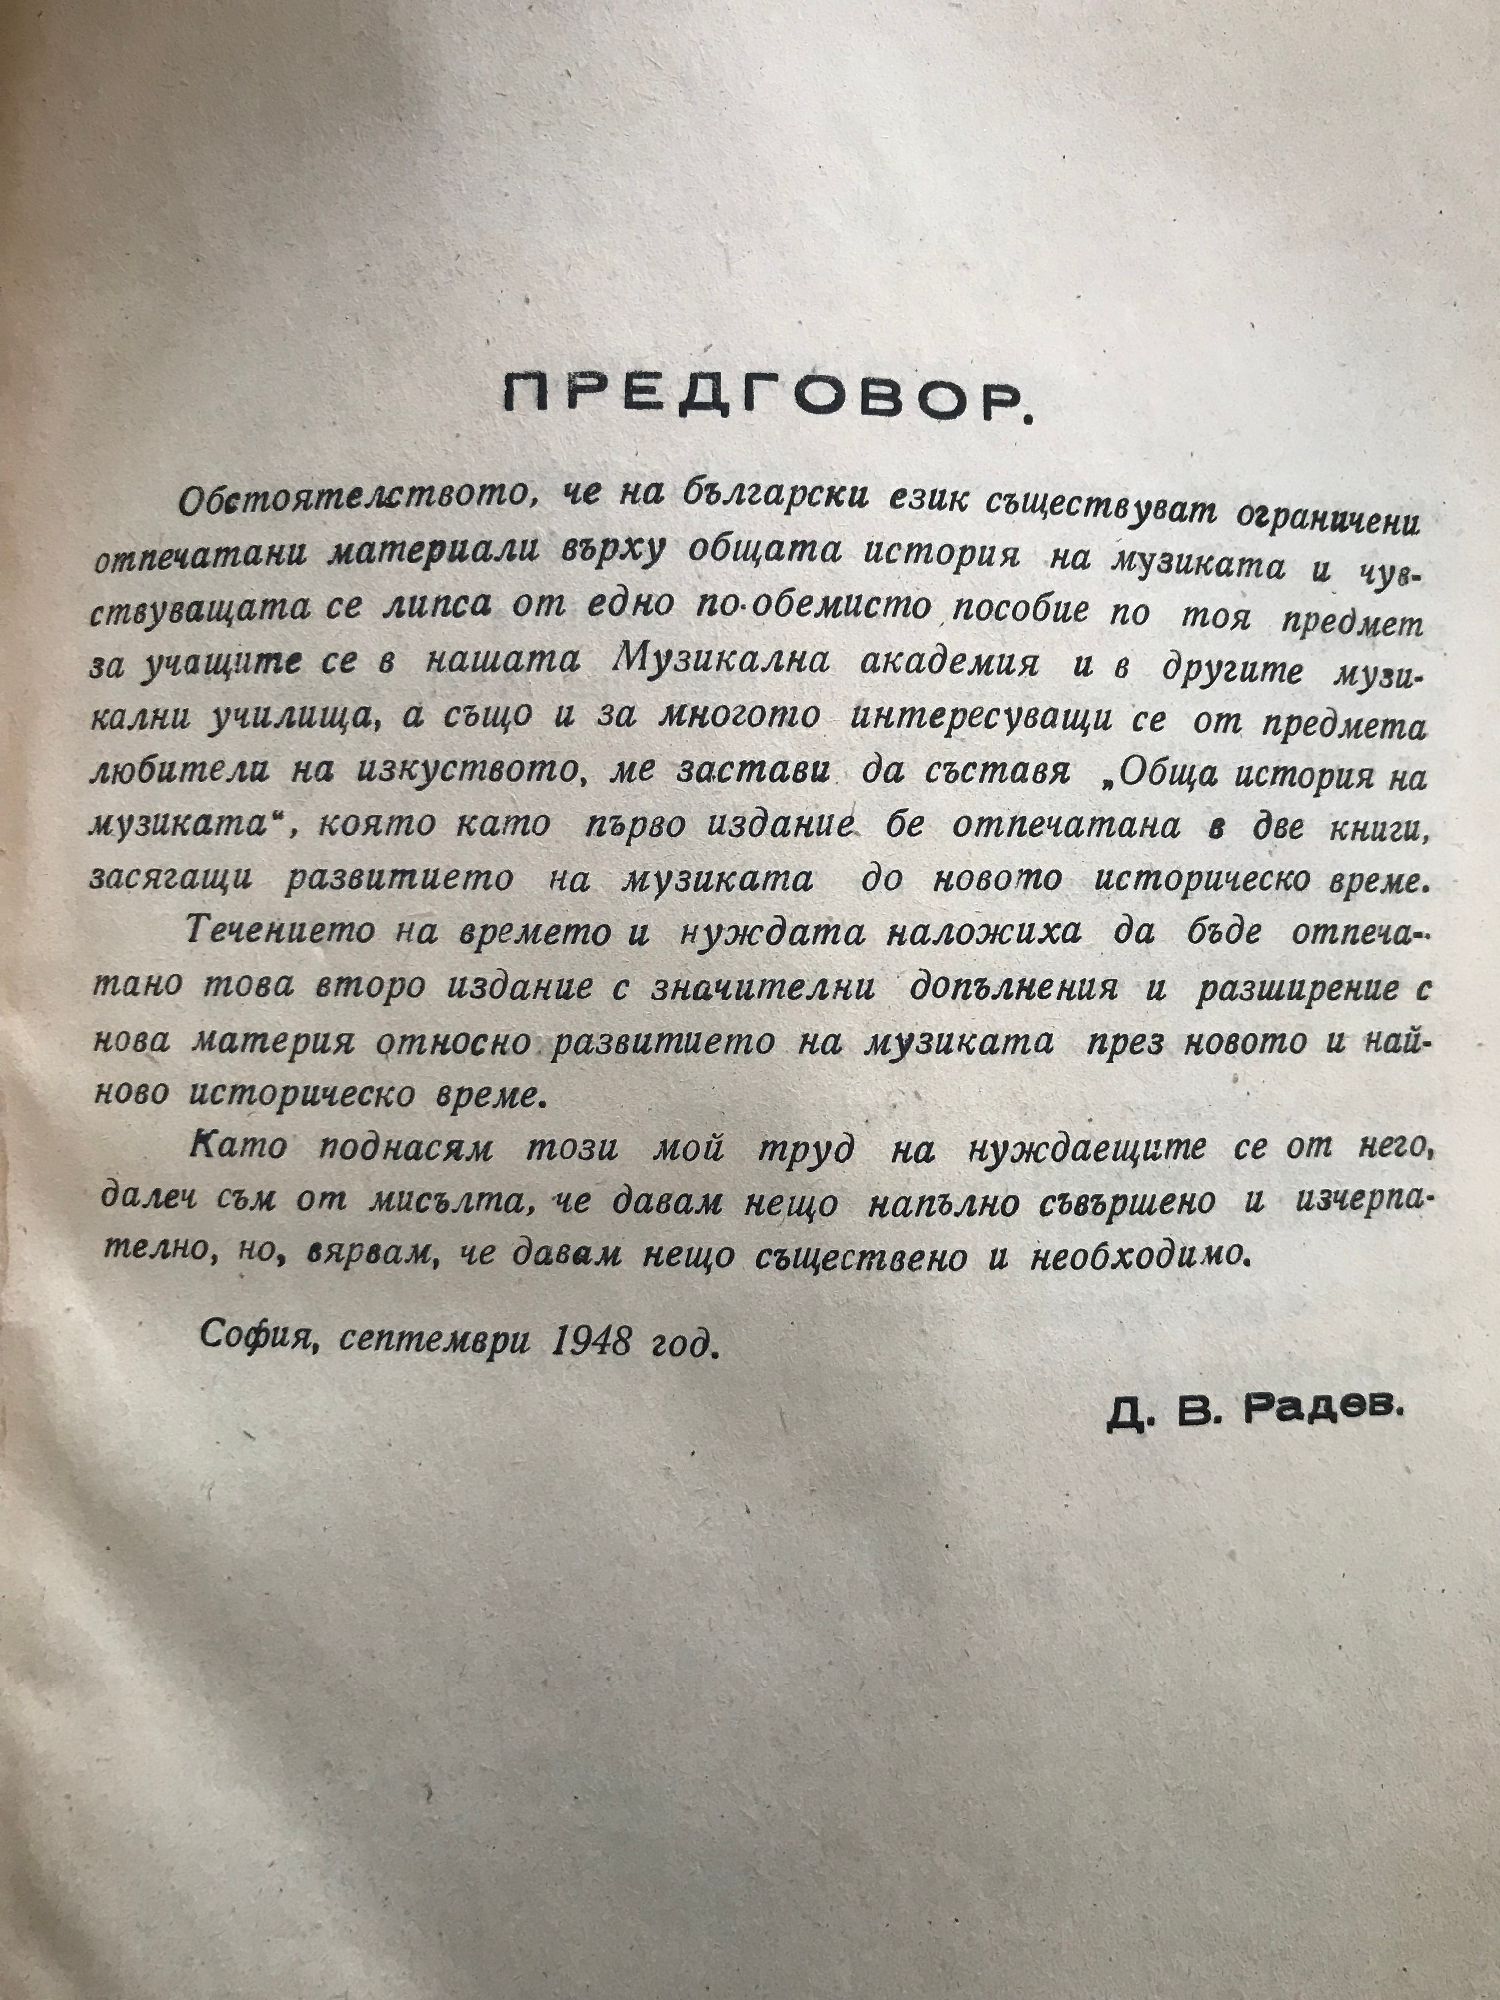 ПРЕДГОВОР.
Обстоятелството, че на български език съществуват ограничени
отпечатани материали върху общата история на музиката и чув-
ствуващата се липса от едно по-обемисто пособие по тоя предмет
за учащите се в нашата Музикална академия и в другите музи-
кални училища, а също и за многото интересуващи се от предмета
любители на изкуството, ме застави да съставя „Обща история на
музиката“, която като първо издание бе отпечатана в две книги,
засягащи развитието на музиката до новото историческо време.
Течението на времето и нуждата наложиха да бъде отпеча-
тано това второ издание с значителни допълнения и разширение с
нова материя относно развитието на музиката през новото и най-
ново историческо време.
Като поднасям този мой труд на нуждаещите се от него,
далеч съм от мисълта, че давам нещо напълно съвършено и изчерпа-
телно, но, вярвам, че давам нещо съществено и необходимо.
София, септември 1948 год.
Д. В. Радев.